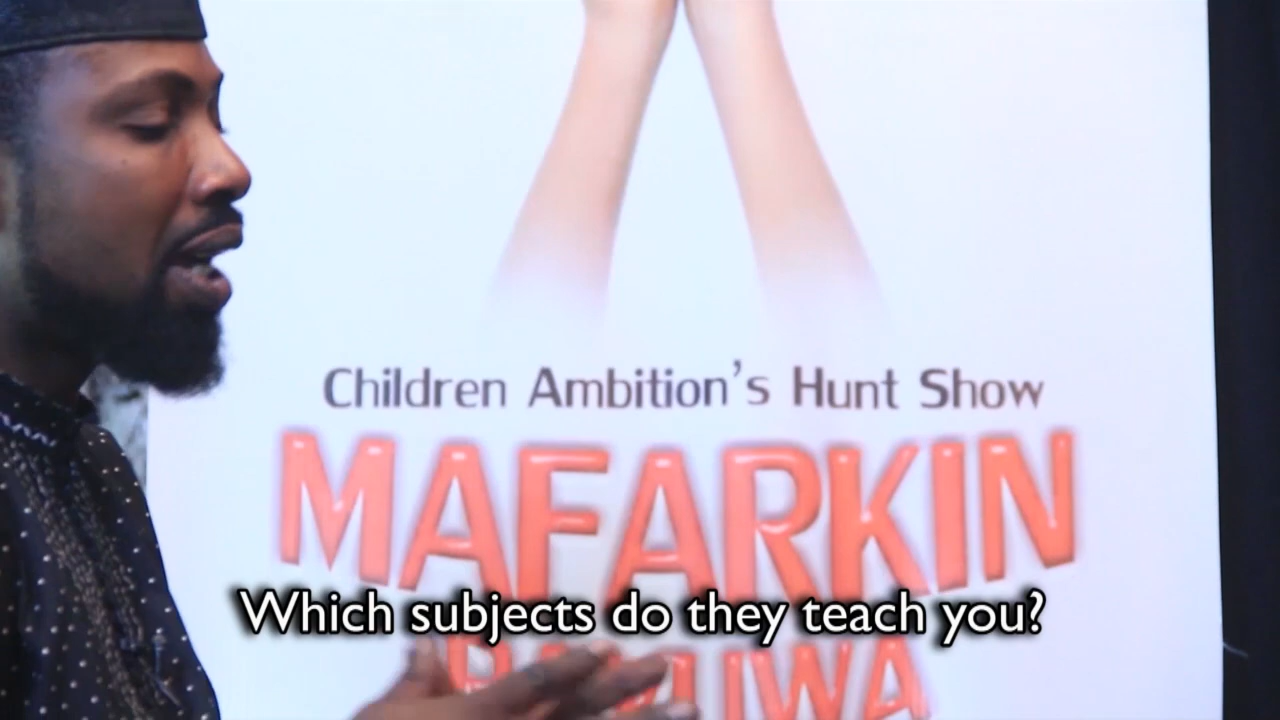 Children Ambition's Hunt Show
MAFARKIN
Which subjects do they teach you?